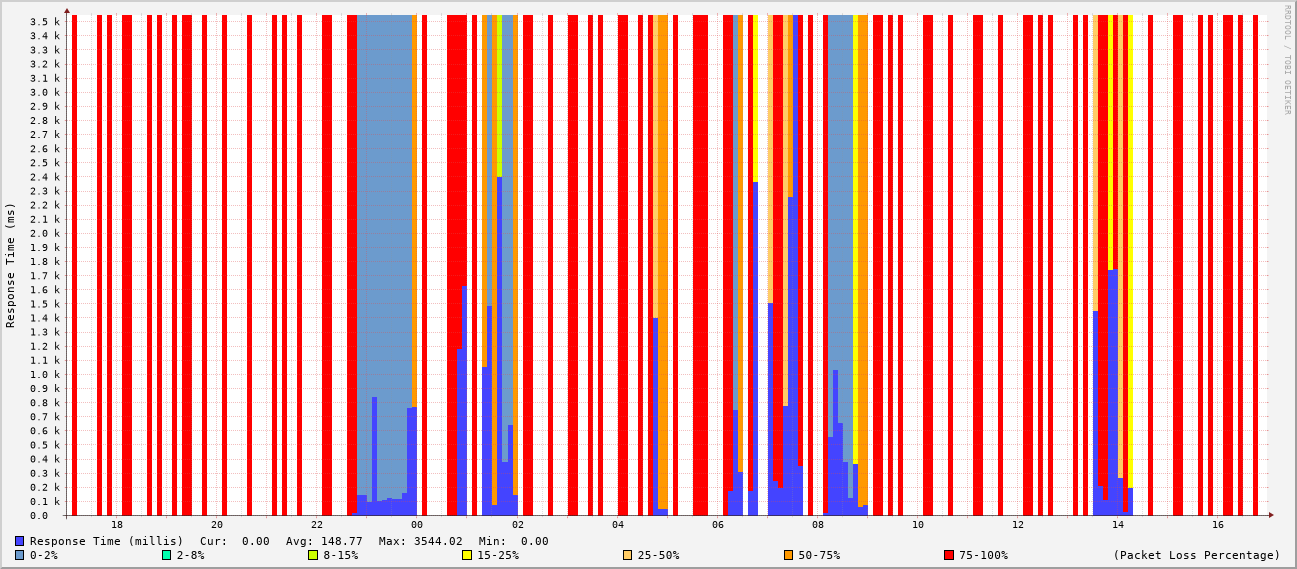 RRDTOOL / TOBI OETIKER
Response Time (ms)
3.5 k
3.4 k
3.3 k
3.2 k
3.1 k
3.0 k
2.9 k
2.8 k
2.7 k
2.6 k
2.5 k
2.4 k
2.3 k
2.2 k
2.1 k
2.0 k
1.9 k
1.8 k
1.7 k
1.6 k
1.5 k
1.4 k
1.3 k
1.2 k
1.1 k
1.0 k
0.9 k
0.8 k
0.7 k
0.6 k
0.5 k
0.4 k
0.3 k
0.2 k
0.1 k
0.0
18 20 22 00 02 04 06 08 10 12 14 16
Response Time (millis) Cur: 0.00 Avg: 148.77 Max: 3544.02 Min: 0.00
0-2% 2-8% 8-15% 15-25% 25-50% 50-75% 75-100% (Packet Loss Percentage)